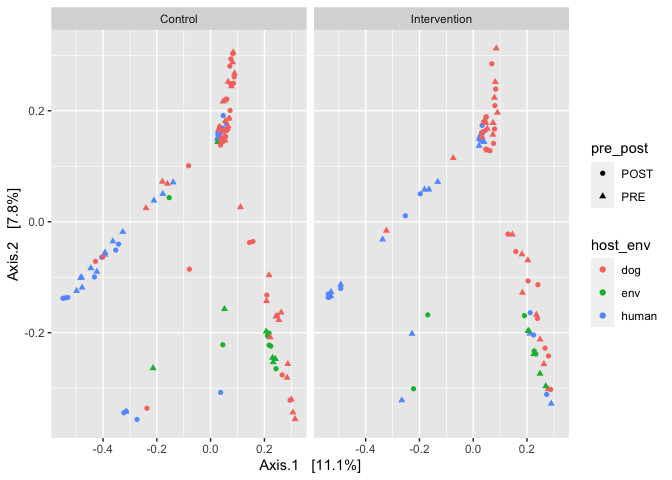 Control Intervention
0.2
0.0
-0.2
Axis.2 [7.8%]
-0.4 -0.2 0.0 0.2 -0.4 -0.2 0.0 0.2
Axis.1 [11.1%]
pre_post
POST
PRE
host_env
dog
env
human